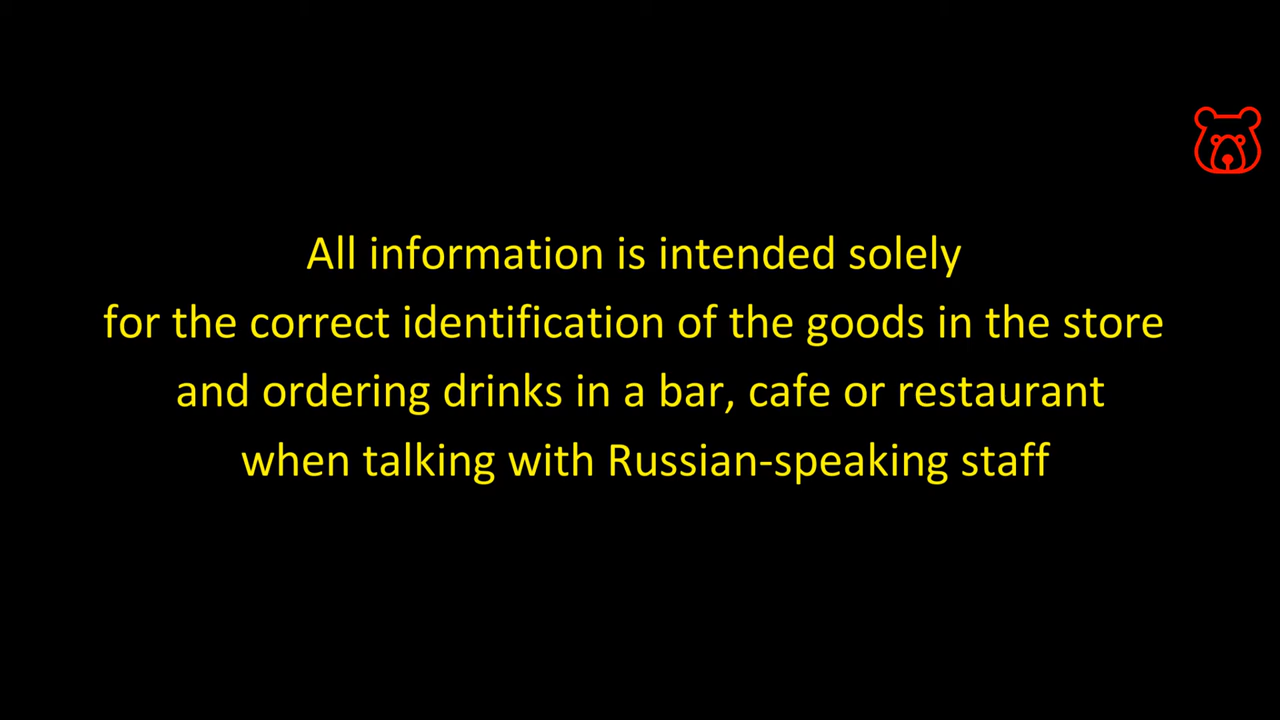 All information is intended solely
for the correct identification of the goods in the store
and ordering drinks in a bar, cafe or restaurant
when talking with Russian-speaking staff